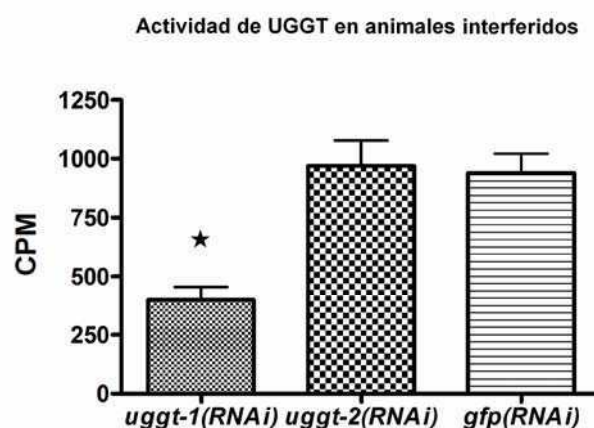 Actividad de UGGT en animales interferidos
CPM
1250
1000
750
500
250
0
uggt-1(RNAi) uggt-2(RNAi) gfp(RNAi)